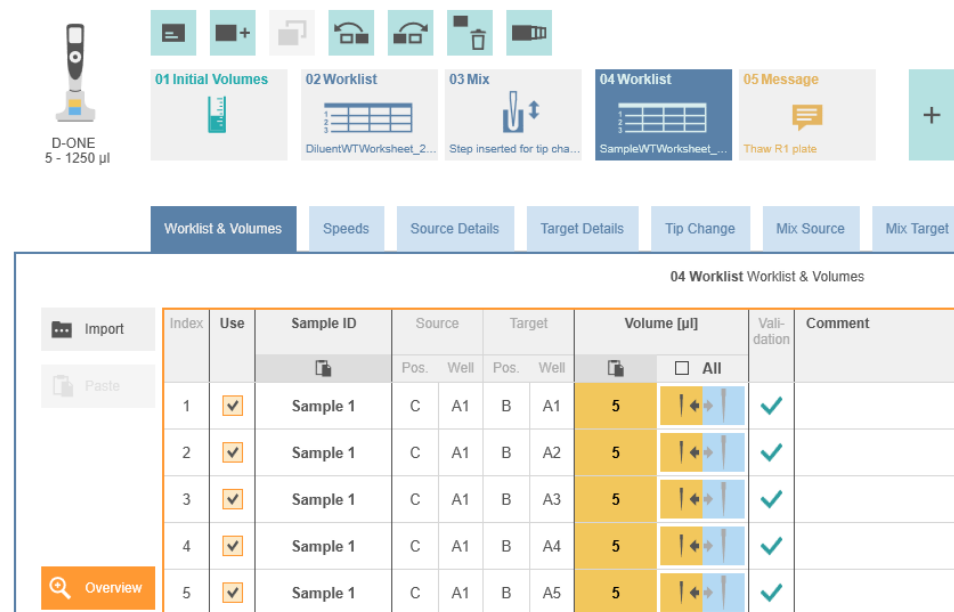 D-ONE
5 - 1250 µl
01 Initial Volumes
02 Worklist
DiluentWTWorksheet_2...
03 Mix
Step inserted for tip cha...
04 Worklist
SampleWTWorksheet_...
05 Message
Thaw R1 plate
+
Worklist & Volumes Speeds Source Details Target Details Tip Change Mix Source Mix Target
04 Worklist Worklist & Volumes
Import
Paste
Overview
Index Use Sample ID Source Target Volume [µl] Vali-dation Comment
Pos. Well Pos. Well All
1 Sample 1 C A1 B A1 5
2 Sample 1 C A1 B A2 5
3 Sample 1 C A1 B A3 5
4 Sample 1 C A1 B A4 5
5 Sample 1 C A1 B A5 5